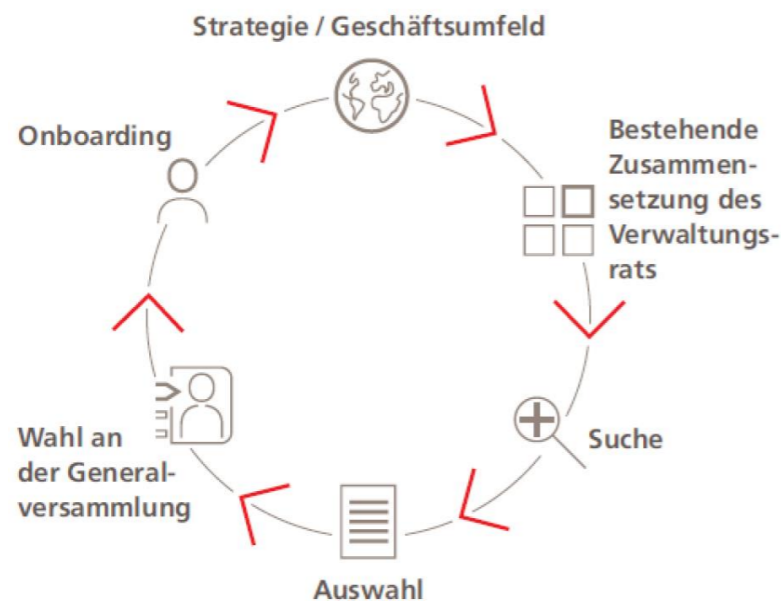 Strategie / Geschäftsumfeld
Bestehende
Zusammen-
setzung des
Verwaltungs-
rats
Suche
Auswahl
Wahl an
der General-
versammlung
Onboarding